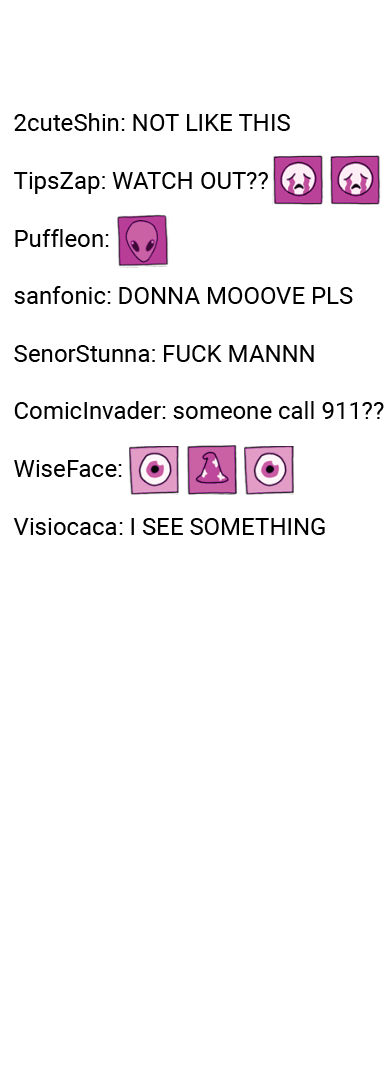 2cuteShin: NOT LIKE THIS
TipsZap: WATCH OUT??
Puffleon:
sanfonic: DONNA MOOOVE PLS
SenorStunna: FUCK MANNN
ComicInvader: someone call 911??
WiseFace:
Visiocaca: I SEE SOMETHING